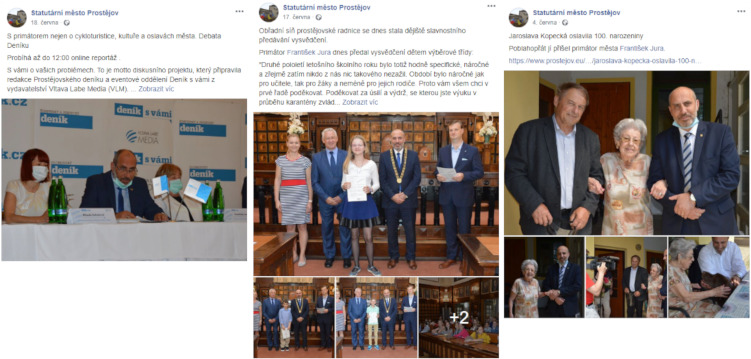 Statutární město Prostějov
18. června
S primátorem nejen o cykloturistice, kultuře a oslavách města. Debata
Deníku
Probíhá až do 12:00 online reportáž .
S vámi o vašich problémech. To je motto diskusního projektu, který připravila
redakce Prostějovského deníku a eventové oddělení Deník s vámi z
vydavatelství Vltava Labe Media (VLM). ... Zobrazit víc
k.cz
deník
VLTAVA LABE
MEDIA
s vámi
deník
s vámi
Statutární město Prostějov
17. června
Obřadní síň prostějovské radnice se dnes stala dějiště slavnostního
předávání vysvědčení.
Primátor František Jura dnes předal vysvědčení dětem výběrové třídy:
"Druhé pololetí letošního školního roku bylo totiž hodně specifické, náročné
a zřejmě zatím nikdo z nás nic takového nezažil. Období bylo náročné jak
pro učitele, tak pro žáky a neméně pro jejich rodiče. Proto vám všem chci v
prvé řadě poděkovat. Poděkovat za úsilí a výdrž, se kterou jste výuku v
průběhu karantény zvlád... Zobrazit víc
+2
Statutární město Prostějov
4. června
Jaroslava Kopecká oslavila 100. narozeniny
Poblahopřát jí přišel primátor města František Jura.
https://www.prostejov.eu/.../jaroslava-kopecka-oslavila-100-n...